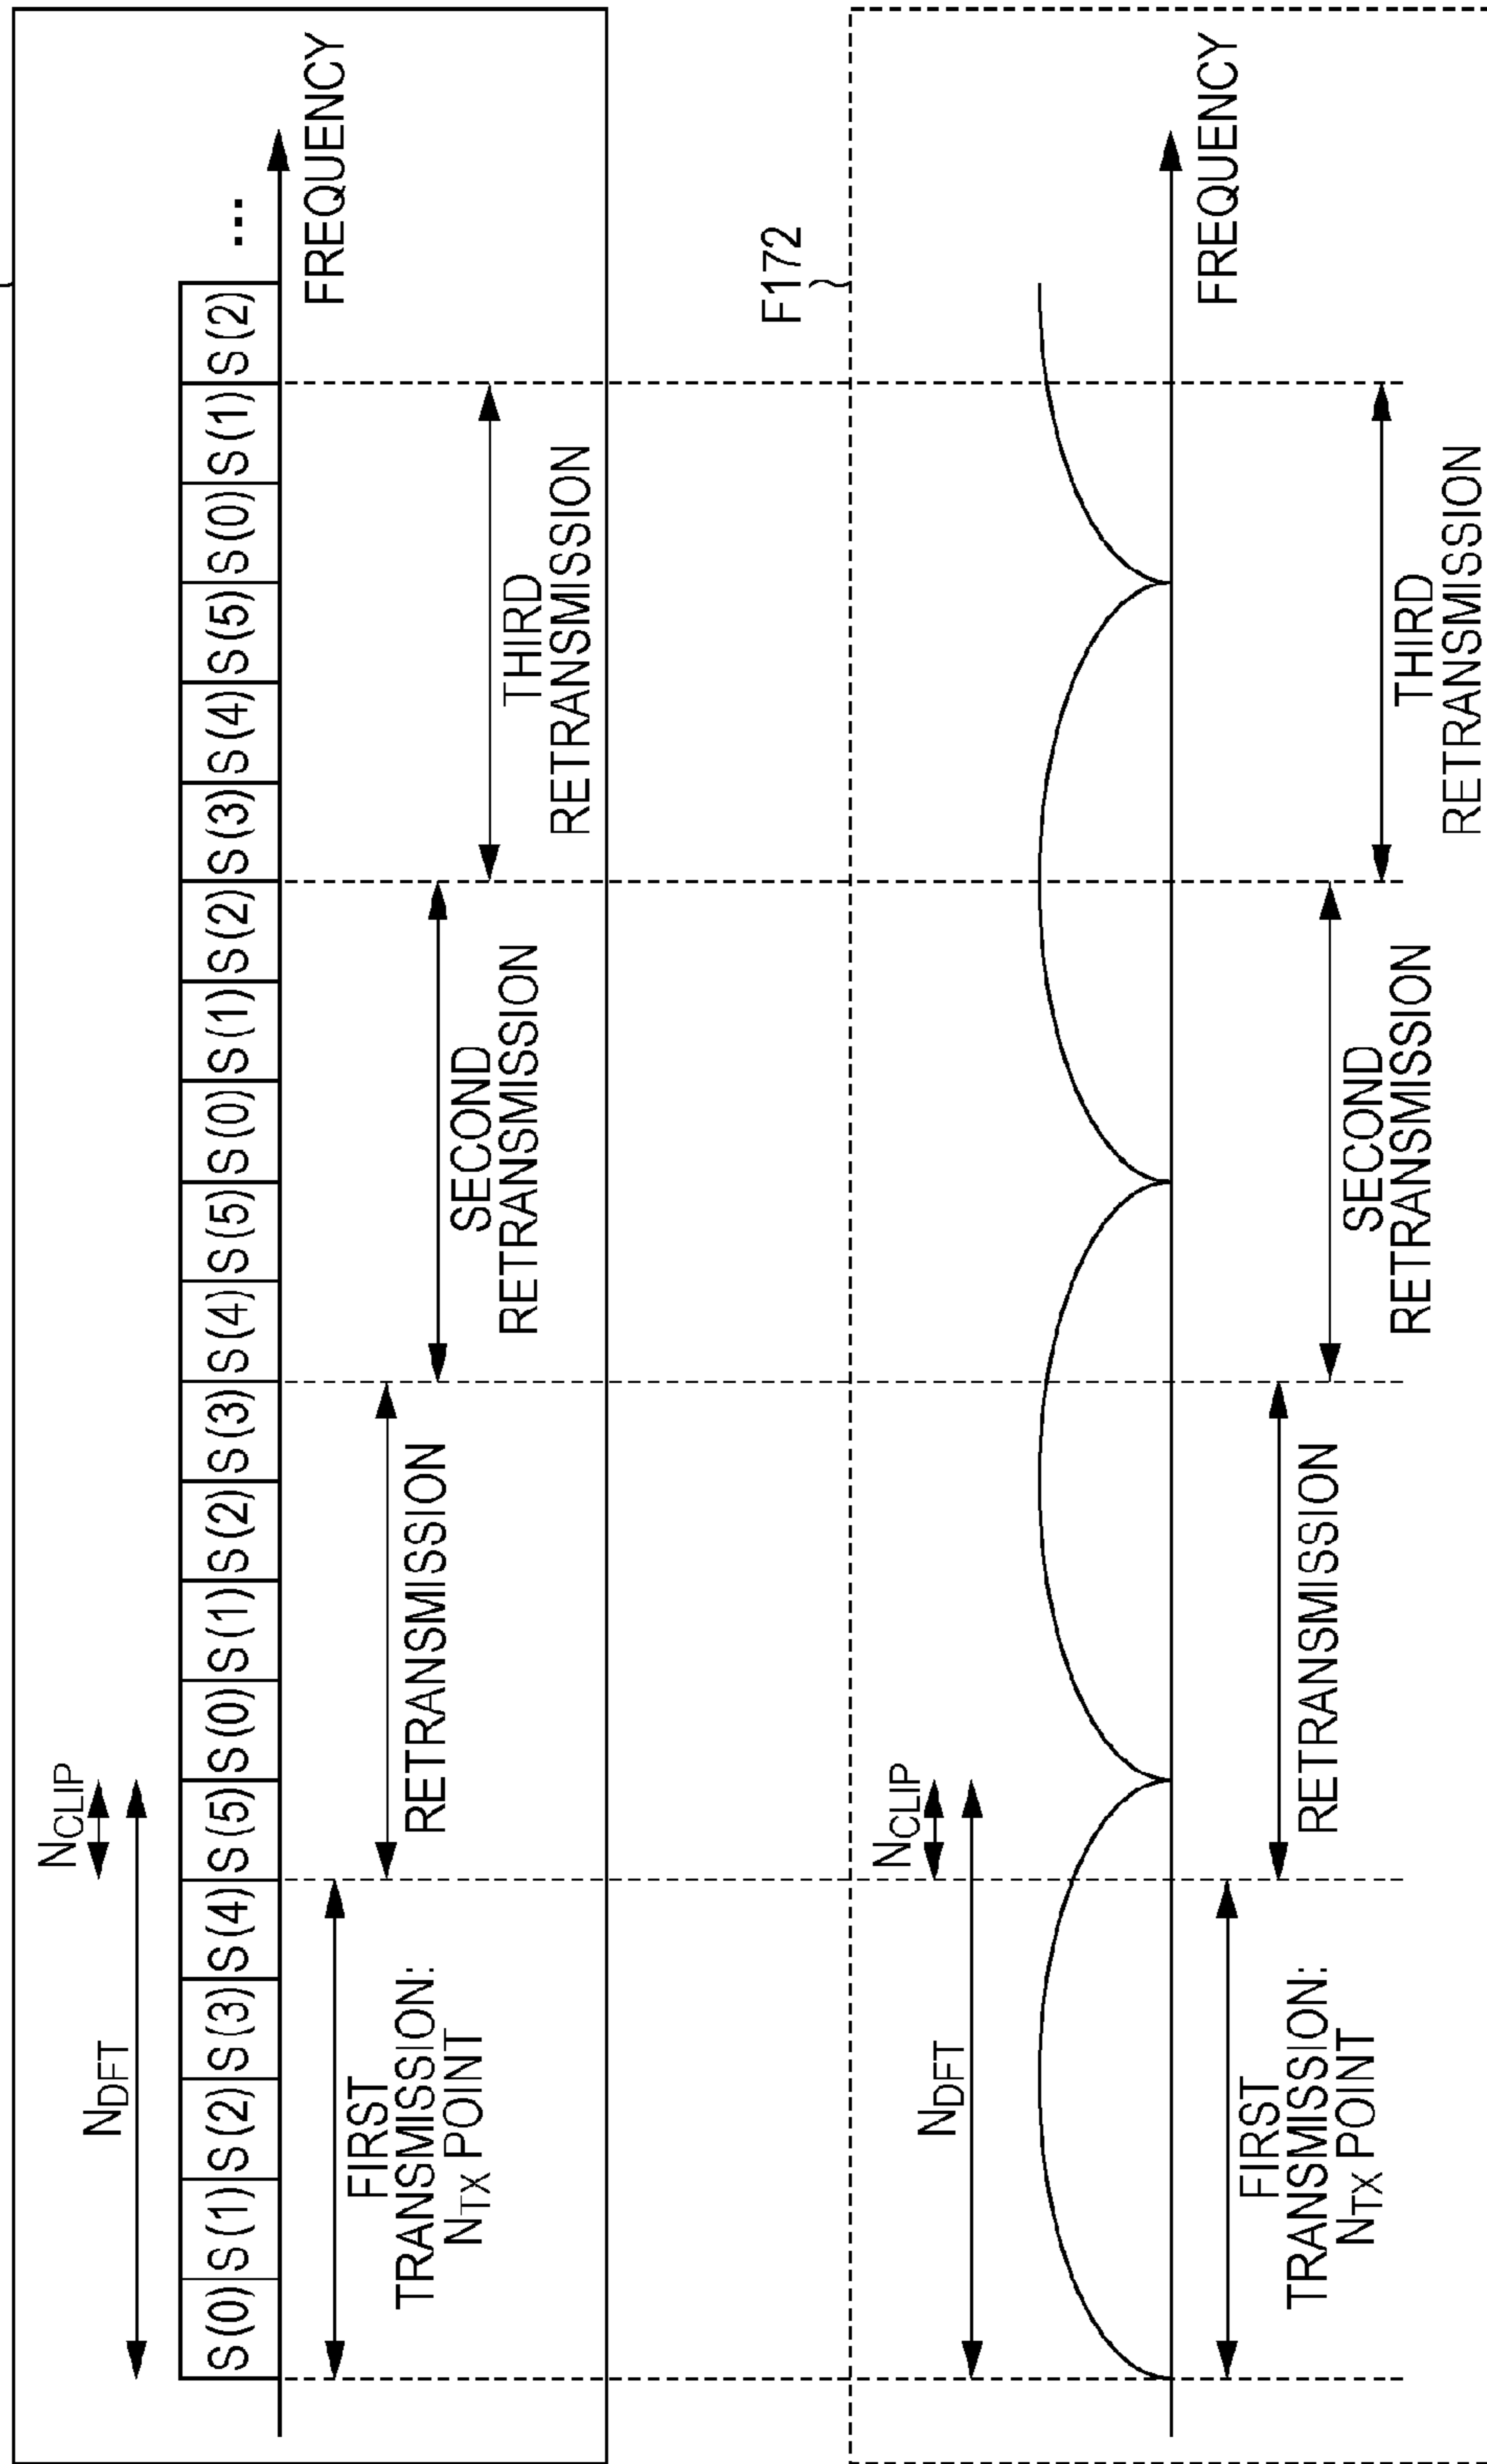 N_CLIP
N_DFT
S(0) S(1) S(2) S(3) S(4) S(5) S(0) S(1) S(2) S(3) S(4) S(5) S(0) S(1) S(2) S(3) S(4) S(5) S(0) S(1) S(2) ...
FREQUENCY
FIRST
TRANSMISSION:
N_TX POINT
RETRANSMISSION
SECOND
RETRANSMISSION
THIRD
RETRANSMISSION
F172
N_CLIP
N_DFT
FREQUENCY
FIRST
TRANSMISSION:
N_TX POINT
RETRANSMISSION
SECOND
RETRANSMISSION
THIRD
RETRANSMISSION